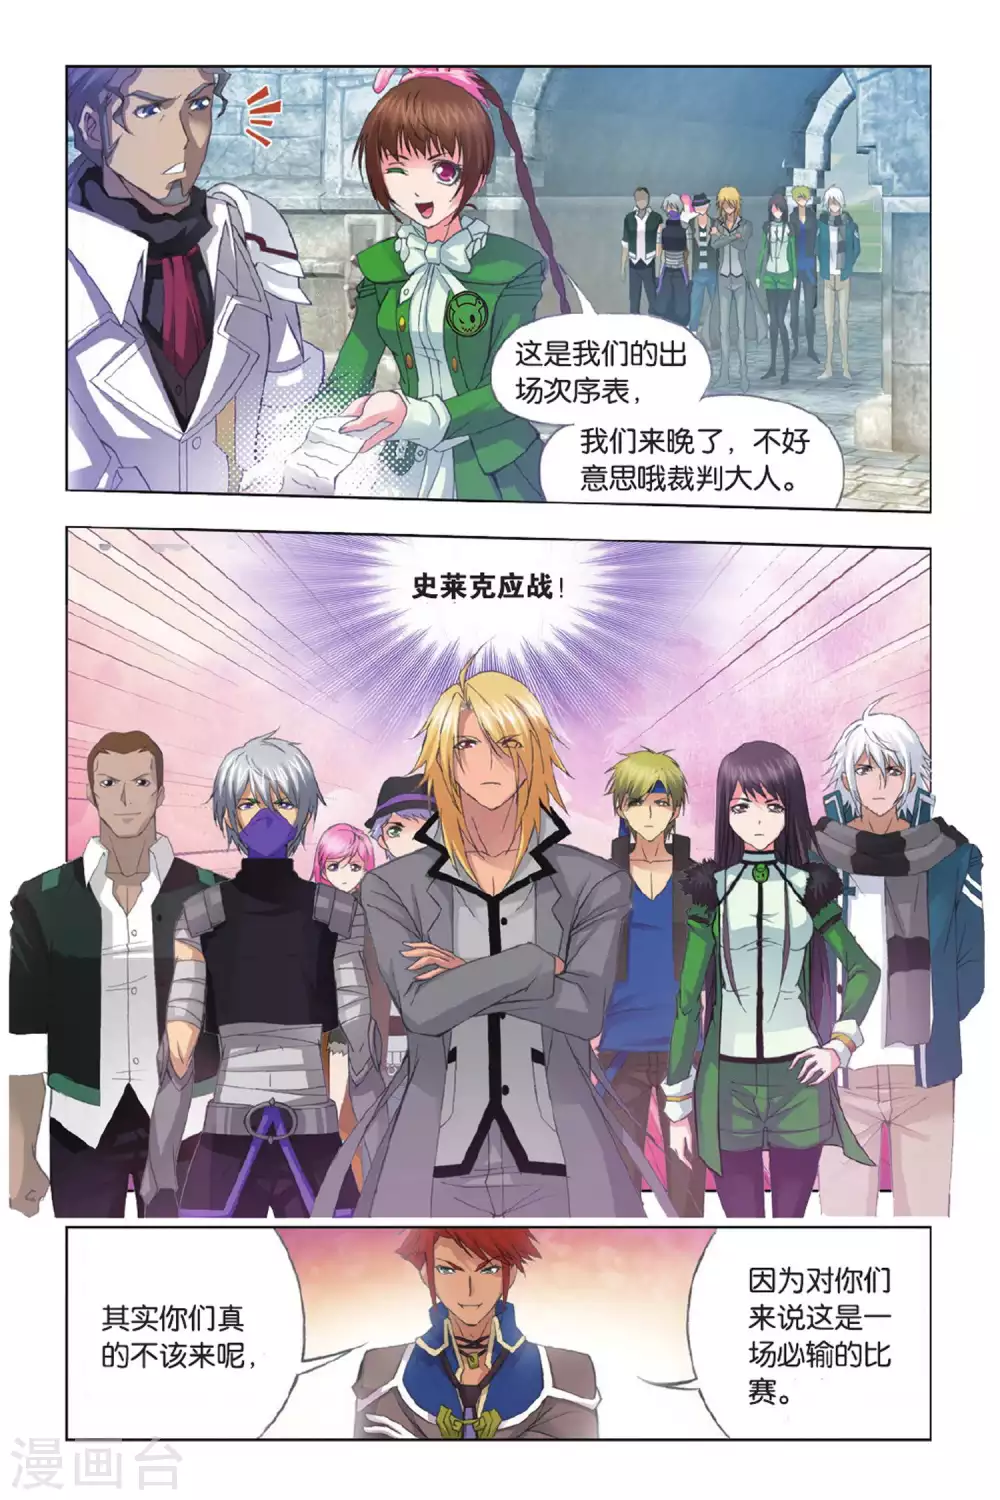 这是我们的出
场次序表，
我们来晚了，不好
意思哦裁判大人。
史莱克应战！
其实你们真
的不该来呢，
因为对你们
来说这是一
场必输的比
赛。
漫画台